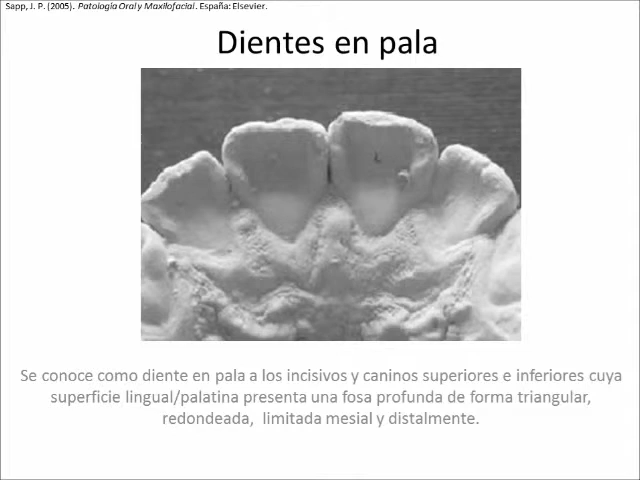 Sapp, J. P. (2005). Patología Oral y Maxilofacial. España: Elsevier.
Dientes en pala
Se conoce como diente en pala a los incisivos y caninos superiores e inferiores cuya
superficie lingual/palatina presenta una fosa profunda de forma triangular,
redondeada, limitada mesial y distalmente.